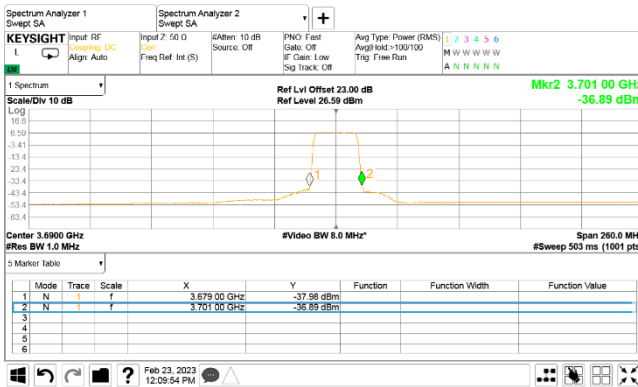 Spectrum Analyzer 1
Swept SA
Spectrum Analyzer 2
Swept SA
KEYSIGHT
L
Input: RF
Coupling: DC
Align: Auto
Input Z: 50 Ω
Corr
Freq Ref: Int (S)
#Atten: 10 dB
Source: Off
PNO: Fast
Gate: Off
IF Gain: Low
Sig Track: Off
Avg Type: Power (RMS)
Avg|Hold:>100/100
Trig: Free Run
1 2 3 4 5 6
M W W W W W
A N N N N N
1 Spectrum
Scale/Div 10 dB
Ref Lvl Offset 23.00 dB
Ref Level 26.59 dBm
Mkr2 3.701 00 GHz
-36.89 dBm
Log
16.6
6.59
-3.41
-13.4
-23.4
-33.4
-43.4
-53.4
-63.4
1
2
Center 3.6900 GHz
#Res BW 1.0 MHz
#Video BW 8.0 MHz*
Span 260.0 MH
#Sweep 503 ms (1001 pts
5 Marker Table
Mode Trace Scale X Y Function Function Width Function Value
1 N 1 f 3.679 00 GHz -37.98 dBm
2 N 1 f 3.701 00 GHz -36.89 dBm
3
4
5
6
?
Feb 23, 2023
12:09:54 PM